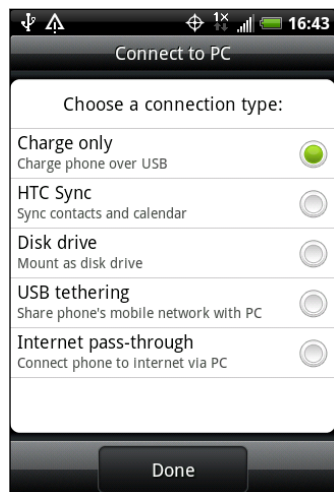 1× 16:43
Connect to PC
Choose a connection type:
Charge only
Charge phone over USB
HTC Sync
Sync contacts and calendar
Disk drive
Mount as disk drive
USB tethering
Share phone's mobile network with PC
Internet pass-through
Connect phone to internet via PC
Done